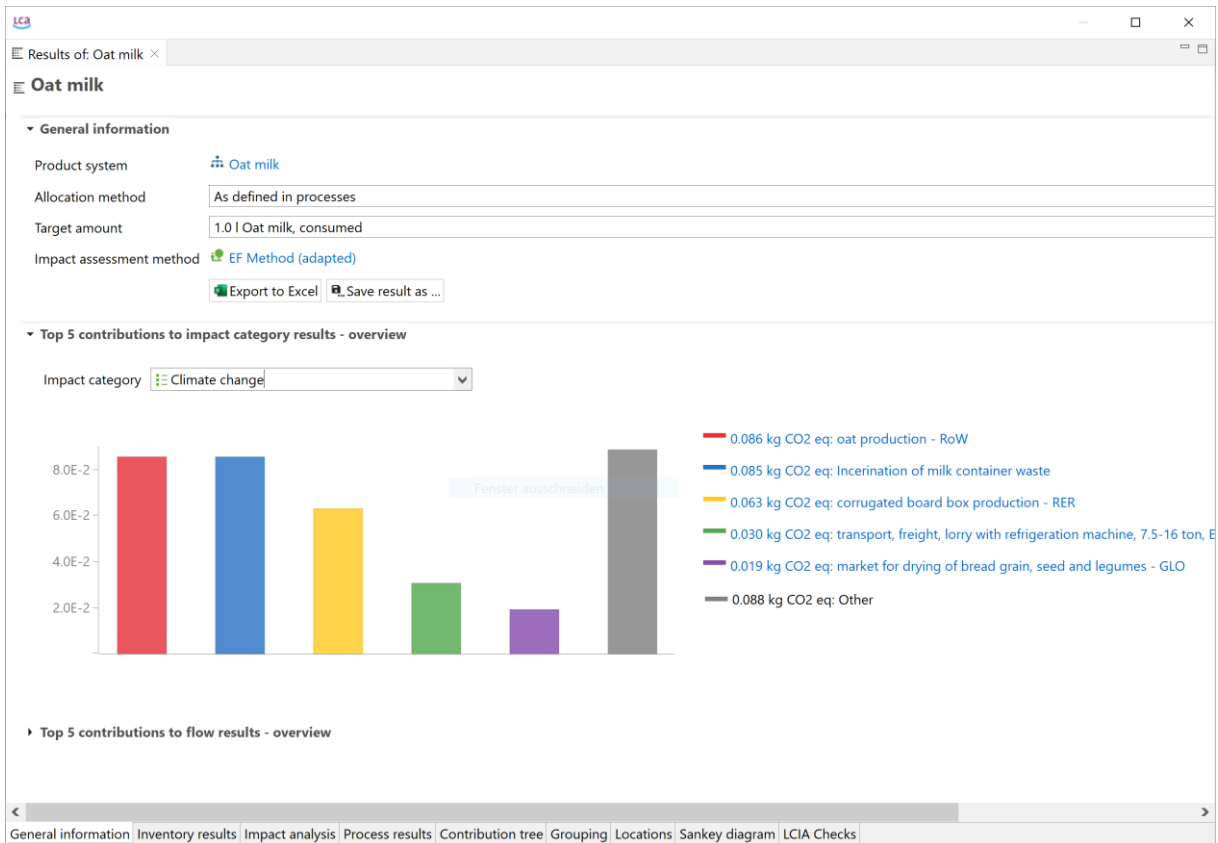 LCA
Results of: Oat milk
Oat milk
General information
Product system Oat milk
Allocation method As defined in processes
Target amount 1.0 l Oat milk, consumed
Impact assessment method EF Method (adapted)
Export to Excel Save result as ...
Top 5 contributions to impact category results - overview
Impact category Climate change
8.0E-2
6.0E-2
4.0E-2
2.0E-2
Fenster ausschneiden
0.086 kg CO2 eq: oat production - RoW
0.085 kg CO2 eq: Incerination of milk container waste
0.063 kg CO2 eq: corrugated board box production - RER
0.030 kg CO2 eq: transport, freight, lorry with refrigeration machine, 7.5-16 ton, E
0.019 kg CO2 eq: market for drying of bread grain, seed and legumes - GLO
0.088 kg CO2 eq: Other
Top 5 contributions to flow results - overview
General information Inventory results Impact analysis Process results Contribution tree Grouping Locations Sankey diagram LCIA Checks